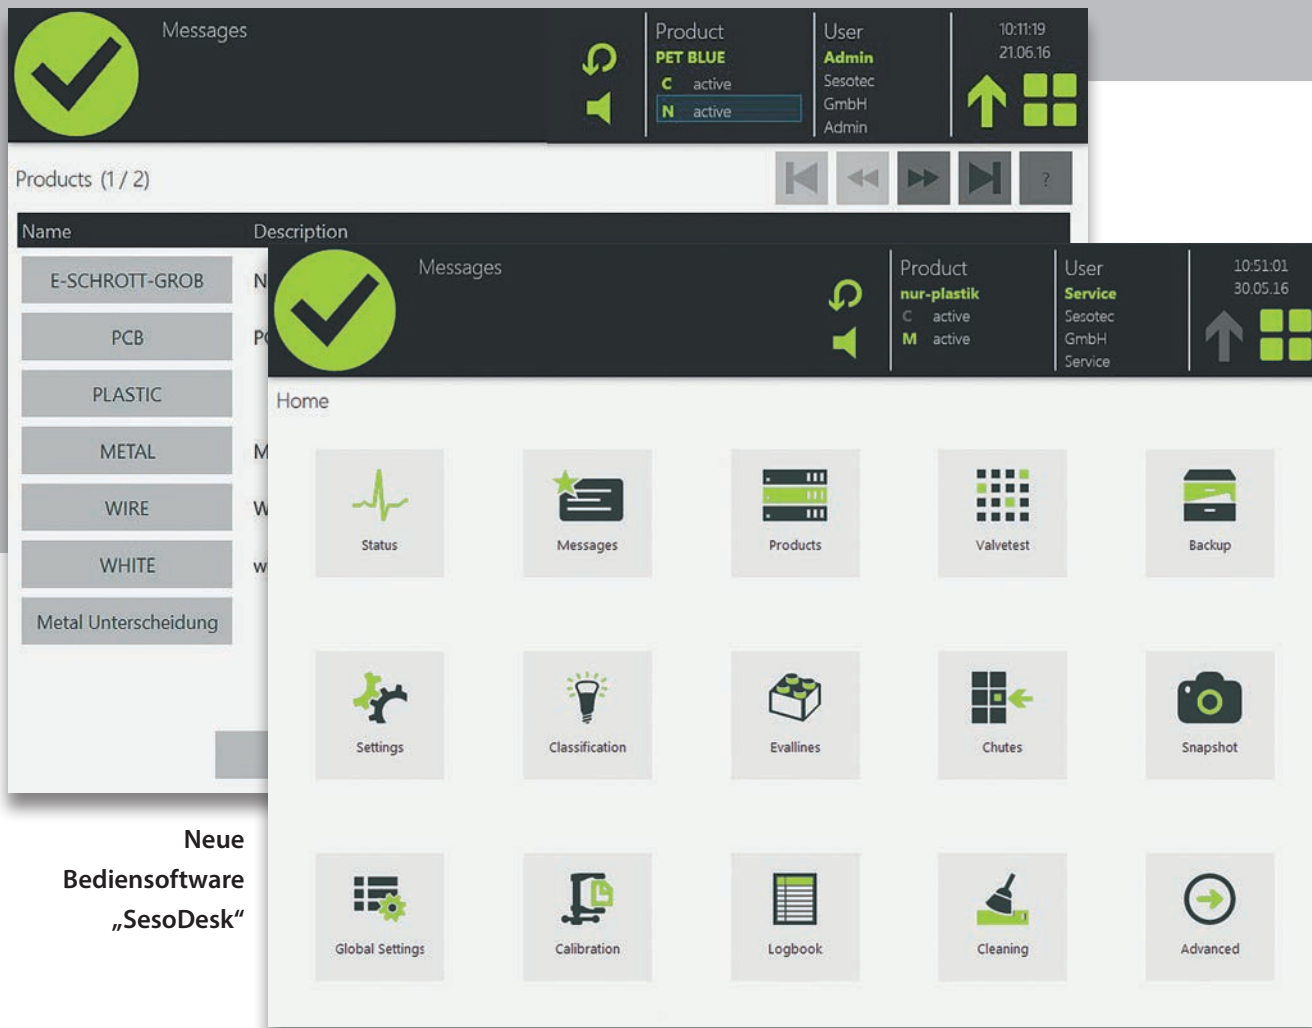 Messages
Product
PET BLUE
C active
N active
User
Admin
Sesotec
GmbH
Admin
10:11:19
21.06.16
Products (1 / 2)
?
Name Description
E-SCHROTT-GROB
PCB
PLASTIC
METAL
WIRE
WHITE
Metal Unterscheidung
Messages
Product
nur-plastik
C active
M active
User
Service
Sesotec
GmbH
Service
10:51:01
30.05.16
Home
Status Messages Products Valvetest Backup
Settings Classification Evallines Chutes Snapshot
Global Settings Calibration Logbook Cleaning Advanced
Neue
Bediensoftware
„SesoDesk“